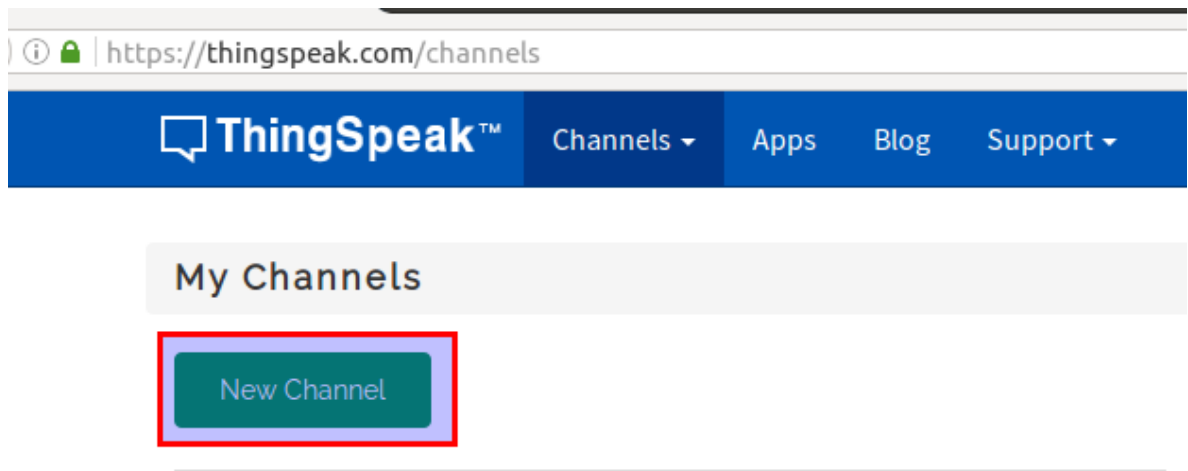 https://thingspeak.com/channels
ThingSpeak™ Channels Apps Blog Support
My Channels
New Channel